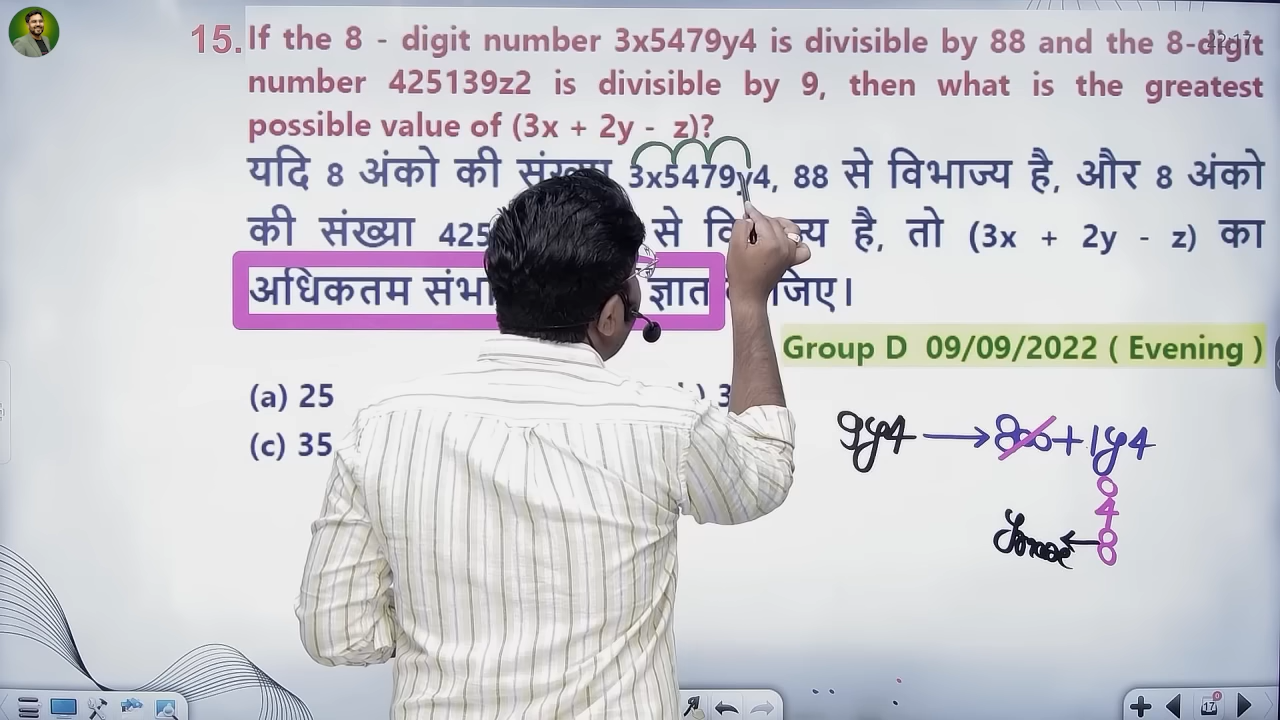 15. If the 8 - digit number 3x5479y4 is divisible by 88 and the 8-digit
number 425139z2 is divisible by 9, then what is the greatest
possible value of (3x + 2y - z)?
यदि 8 अंको की संख्या 3x5479y4, 88 से विभाज्य है, और 8 अंको
की संख्या 425 से है, तो (3x + 2y - z) का
अधिकतम ज्ञात
Group D 09/09/2022 ( Evening )
(a) 25
(c) 35
9y4 → 800 + 1y4
0
4
8
17